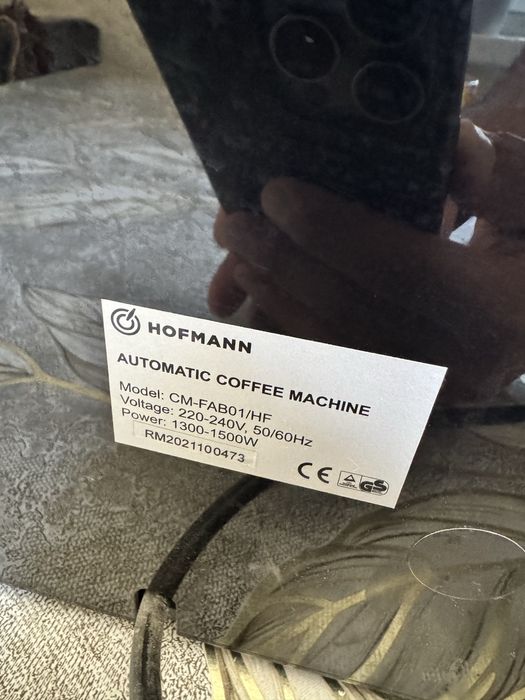 HOFMANN
AUTOMATIC COFFEE MACHINE
Model: CM-FAB01/HF
Voltage: 220-240V, 50/60Hz
Power: 1300-1500W
RM2021100473
CE GS